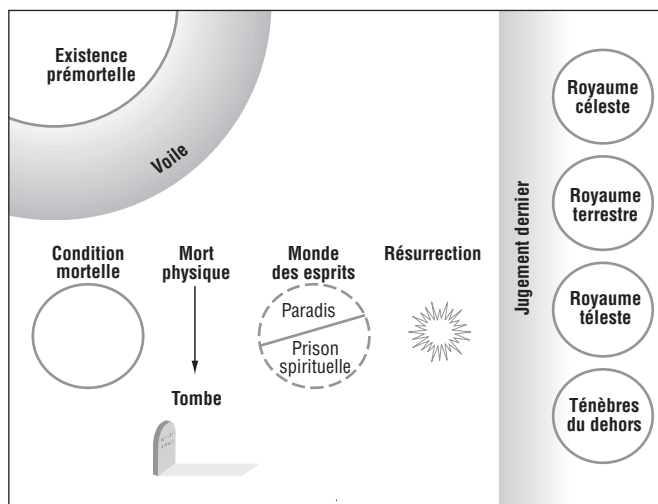 Existence
prémortelle
Voile
Condition
mortelle
Mort
physique
Tombe
Monde
des esprits
Paradis
Prison
spirituelle
Résurrection
Jugement dernier
Royaume
céleste
Royaume
terrestre
Royaume
téleste
Ténèbres
du dehors